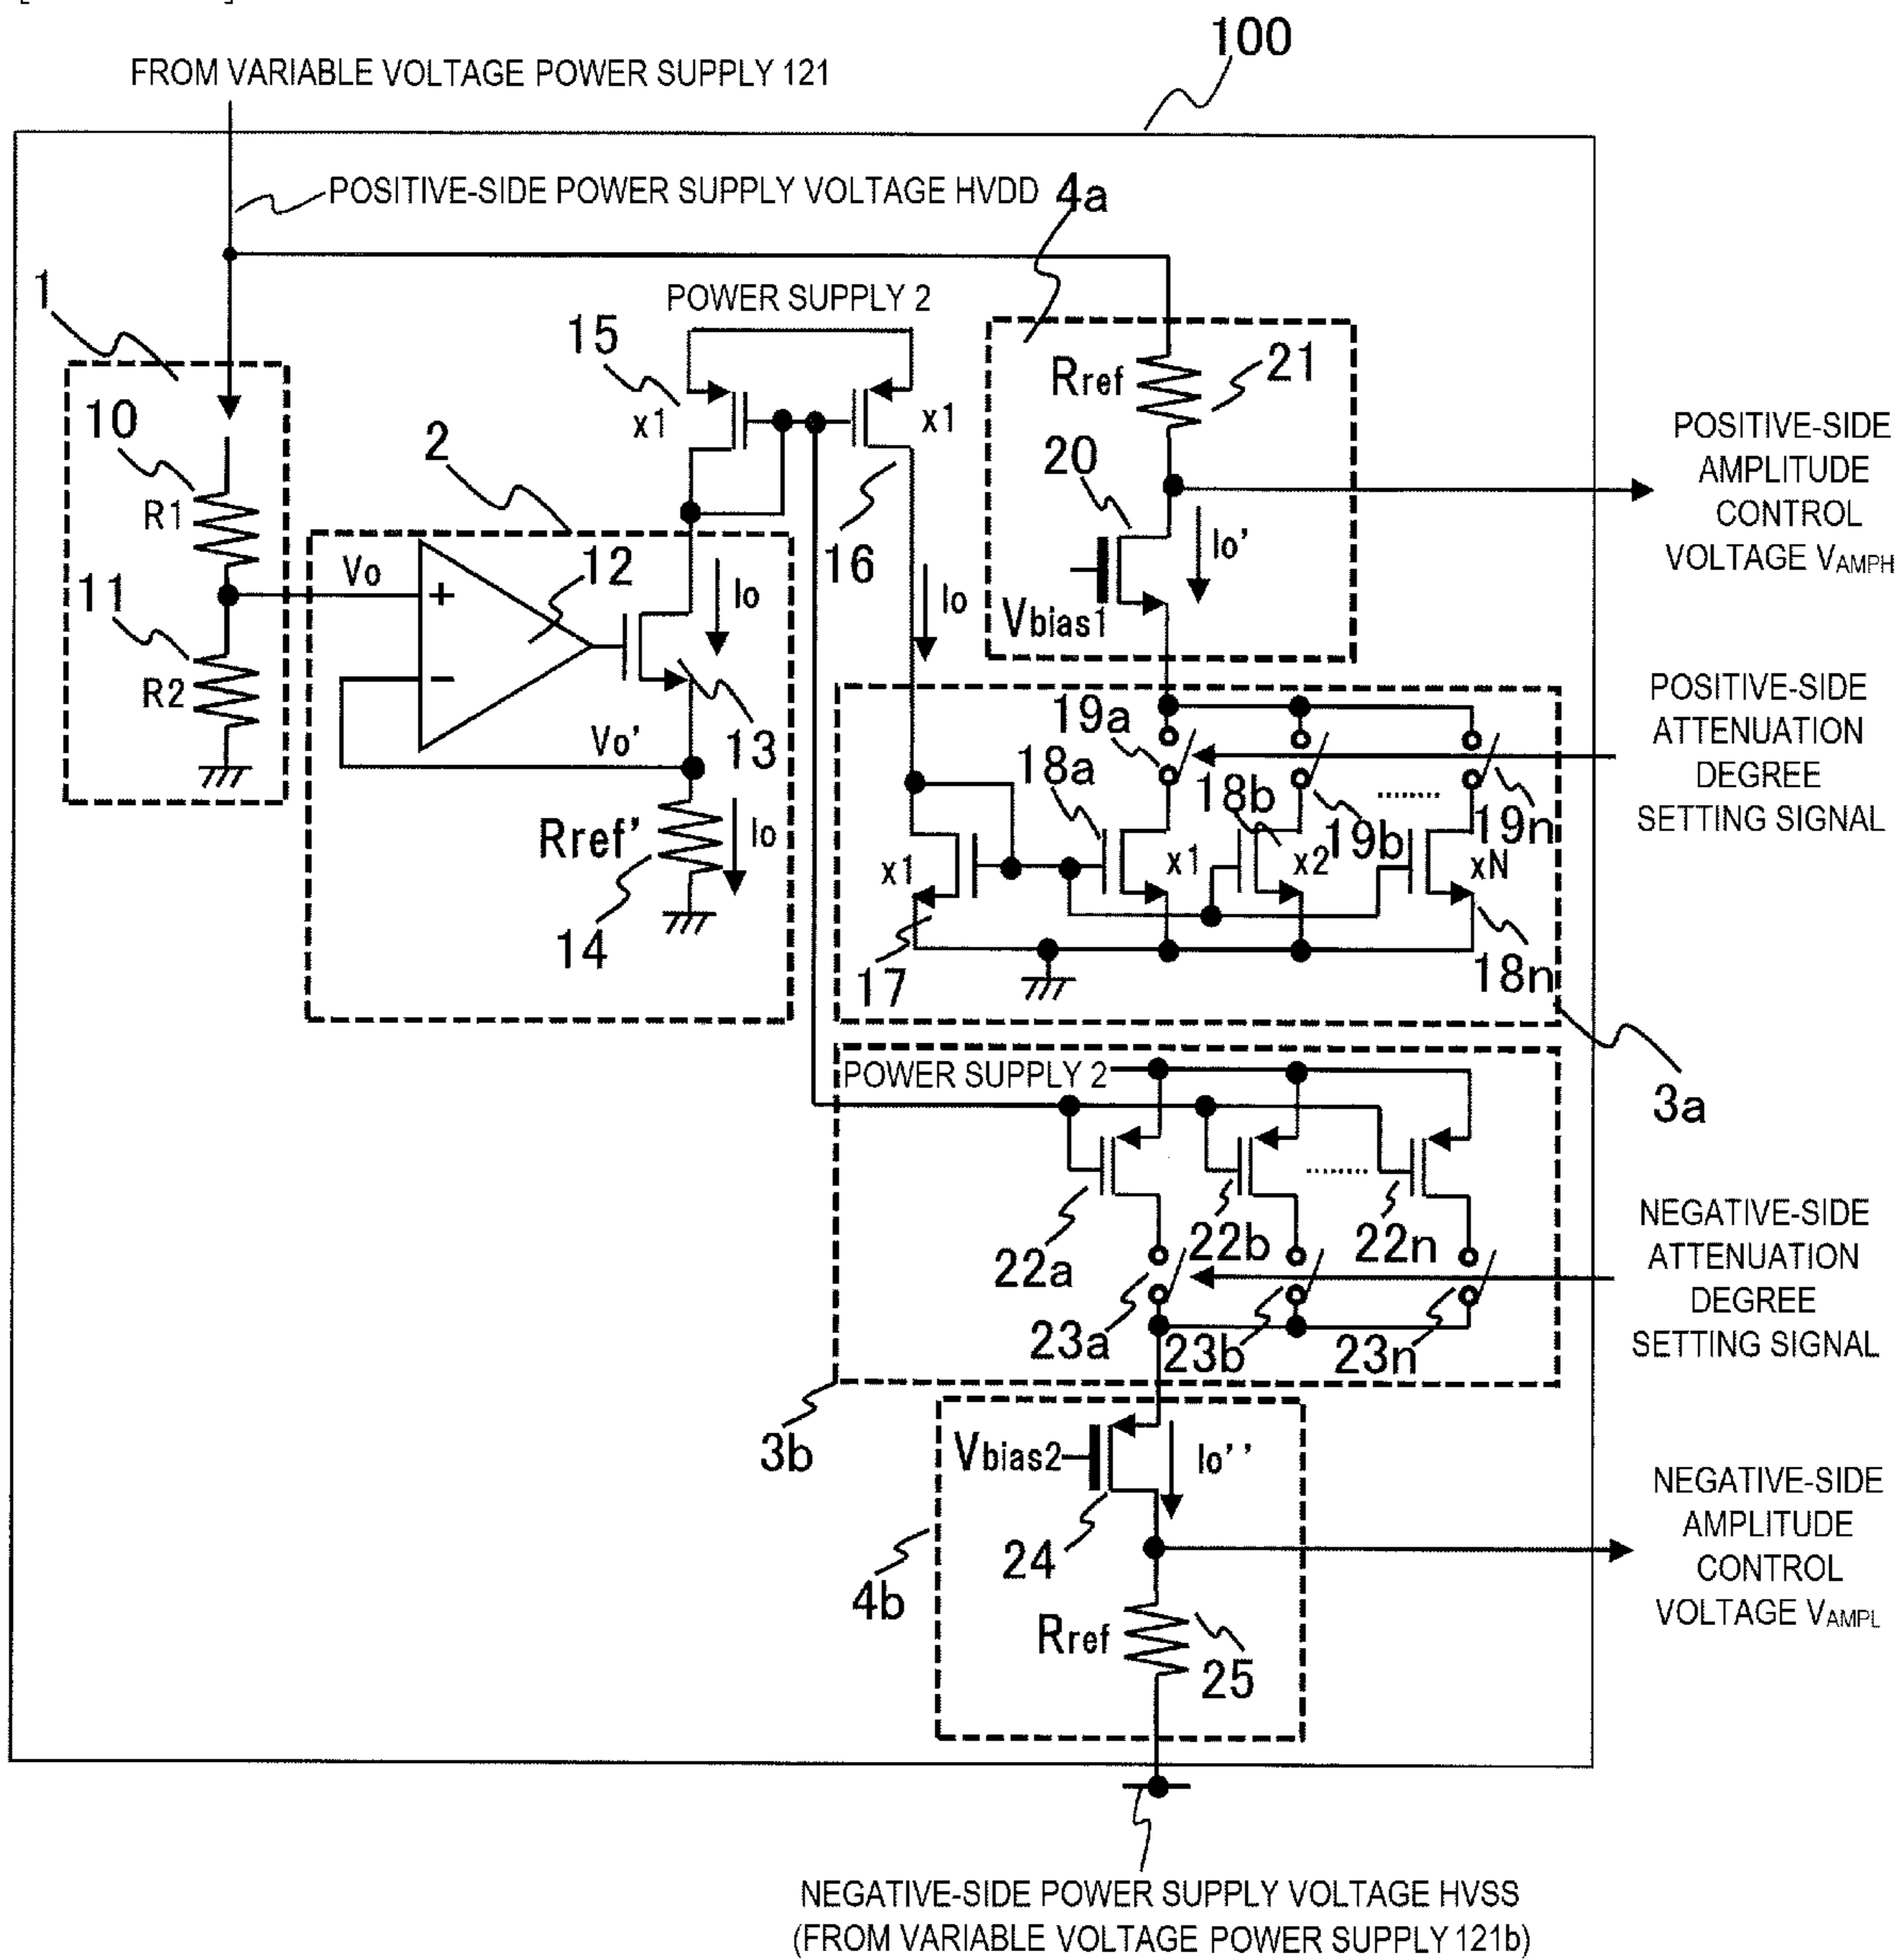 100
FROM VARIABLE VOLTAGE POWER SUPPLY 121
POSITIVE-SIDE POWER SUPPLY VOLTAGE HVDD
4a
1
POWER SUPPLY 2
15
x1
x1
Rref
21
10
R1
2
16
20
Io'
POSITIVE-SIDE
AMPLITUDE
CONTROL
VOLTAGE VAMPH
11
R2
Vo
+
−
12
Io
Io
Vbias1
Vo'
13
Rref'
Io
14
19a
18a
18b
19b
........
19n
x1
x1
x2
xN
17
18n
POSITIVE-SIDE
ATTENUATION
DEGREE
SETTING SIGNAL
3a
POWER SUPPLY 2
........
22a
22b
22n
23a
23b
23n
NEGATIVE-SIDE
ATTENUATION
DEGREE
SETTING SIGNAL
3b
Vbias2
Io''
24
4b
Rref
25
NEGATIVE-SIDE
AMPLITUDE
CONTROL
VOLTAGE VAMPL
NEGATIVE-SIDE POWER SUPPLY VOLTAGE HVSS
(FROM VARIABLE VOLTAGE POWER SUPPLY 121b)